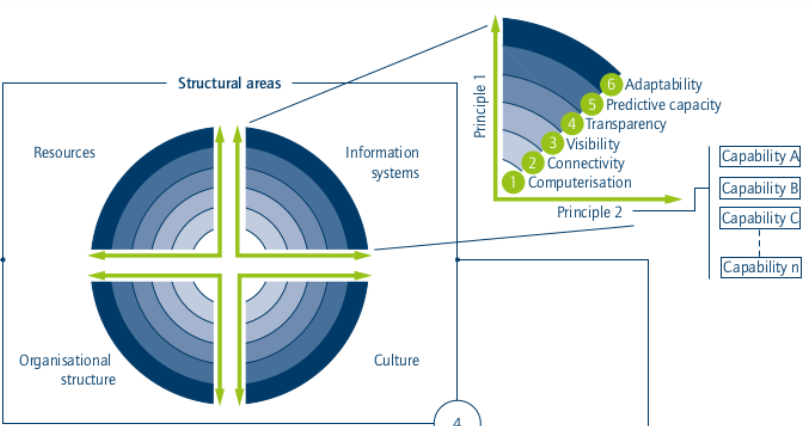 Structural areas
Resources
Information
systems
Organisational
structure
Culture
Principle 1
6 Adaptability
5 Predictive capacity
4 Transparency
3 Visibility
2 Connectivity
1 Computerisation
Principle 2
Capability A
Capability B
Capability C
Capability n
4